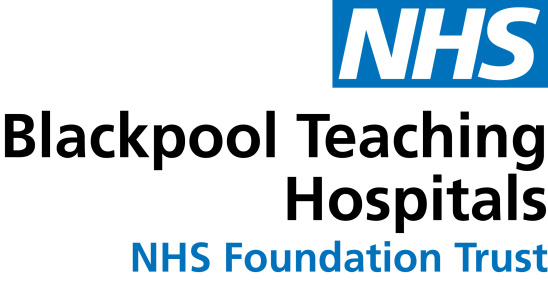 NHS
Blackpool Teaching
Hospitals
NHS Foundation Trust